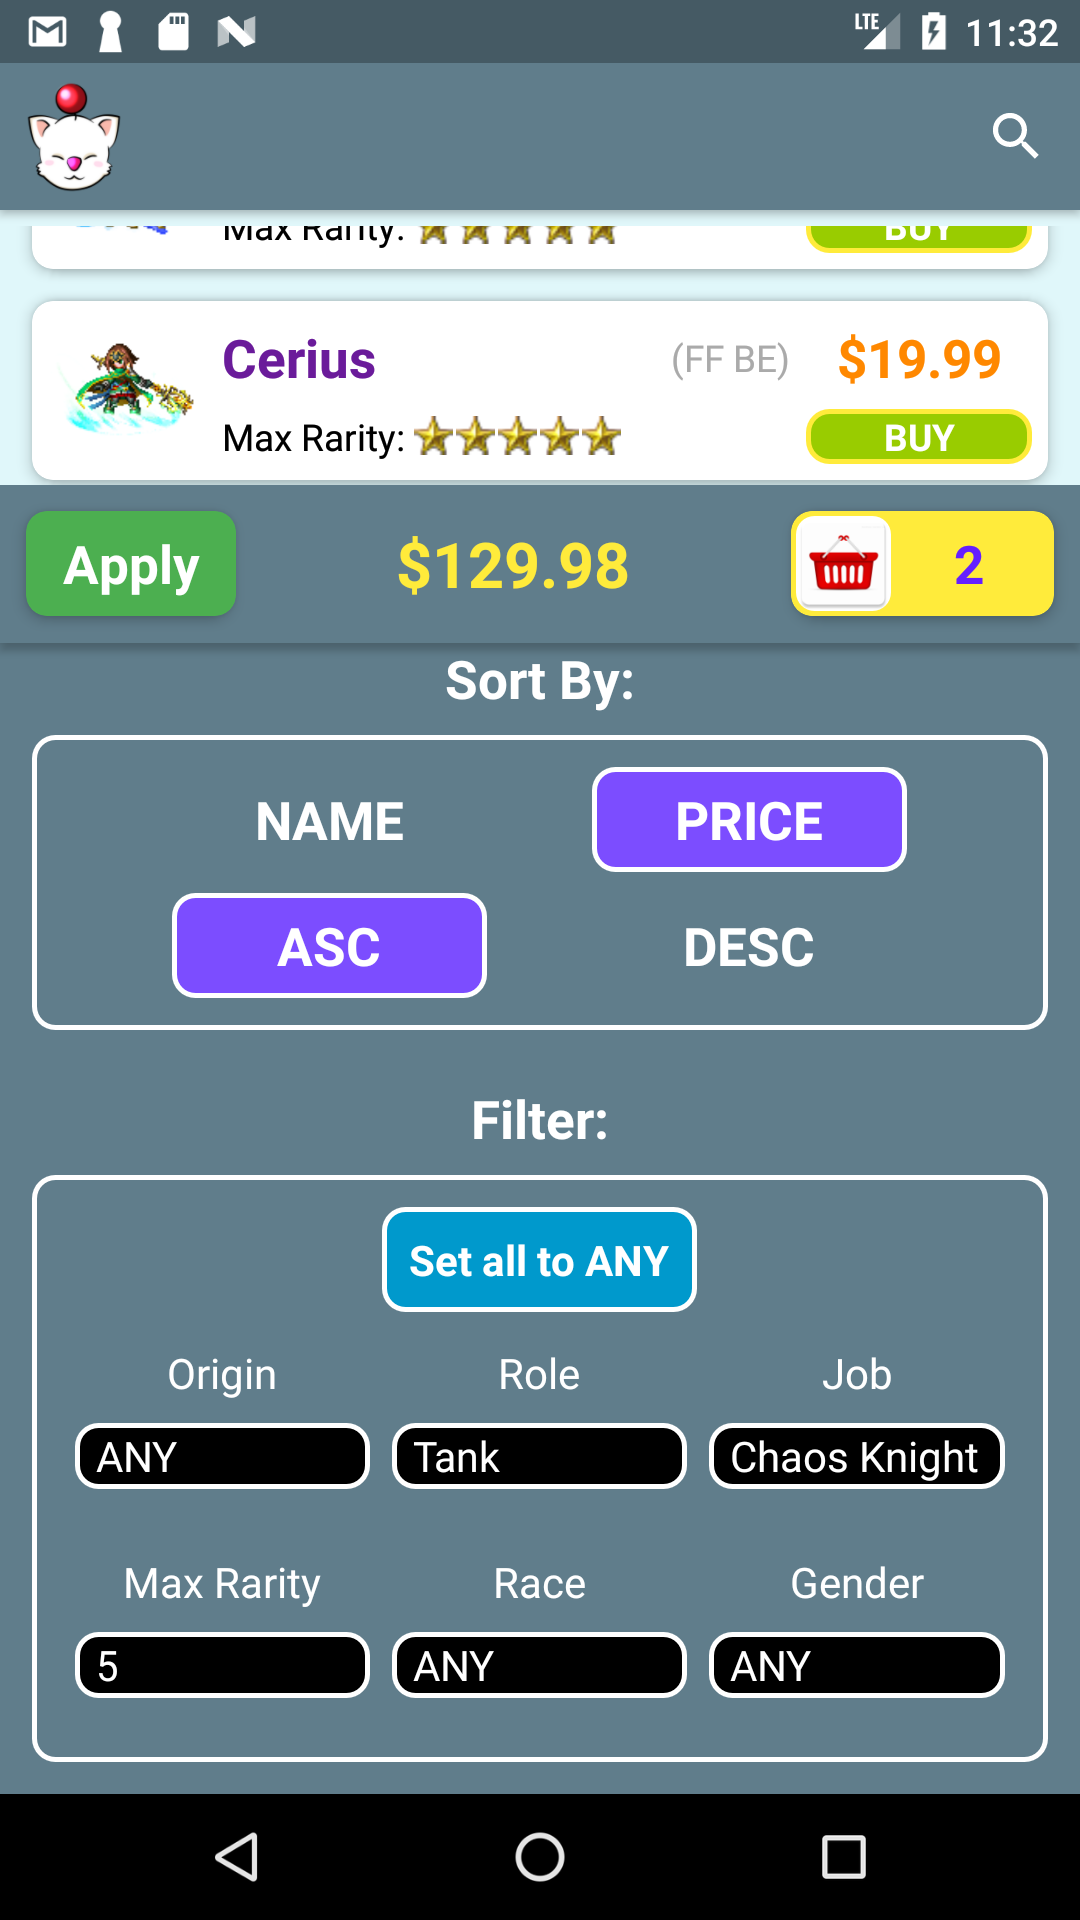 LTE 11:32
Max Rarity: BUY
Cerius (FF BE) $19.99
Max Rarity: BUY
Apply $129.98 2
Sort By:
NAME PRICE
ASC DESC
Filter:
Set all to ANY
Origin Role Job
ANY Tank Chaos Knight
Max Rarity Race Gender
5 ANY ANY